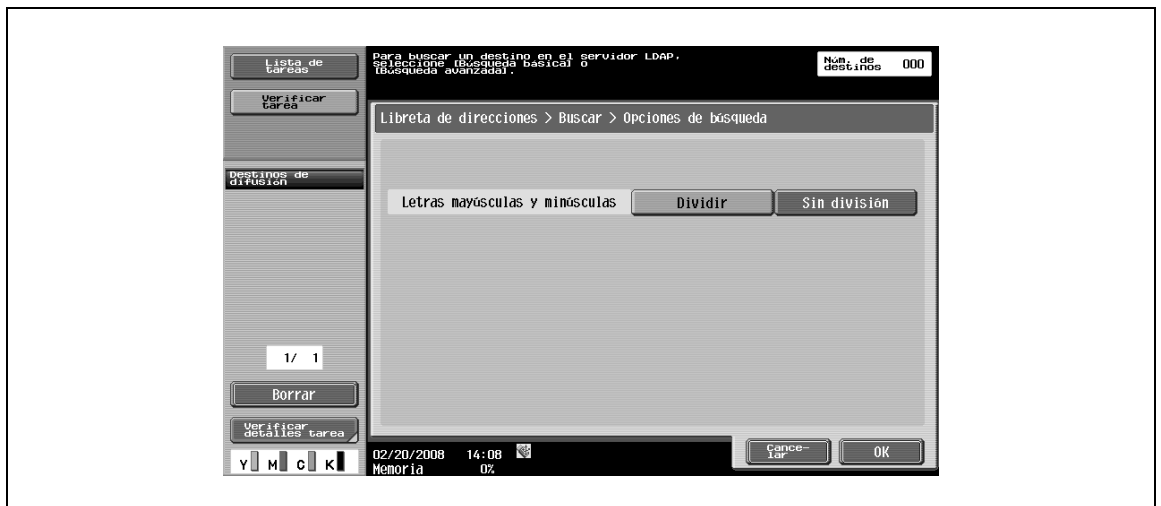 Lista de
tareas
Para buscar un destino en el servidor LDAP,
seleccione [Búsqueda básica] o
[Búsqueda avanzada].
Núm. de
destinos 000
Verificar
tarea
Libreta de direcciones > Buscar > Opciones de búsqueda
Destinos de
difusión
Letras mayúsculas y minúsculas Dividir Sin división
1/ 1
Borrar
Verificar
detalles tarea
Y M C K
02/20/2008 14:08
Memoria 0%
Cance-
lar
OK